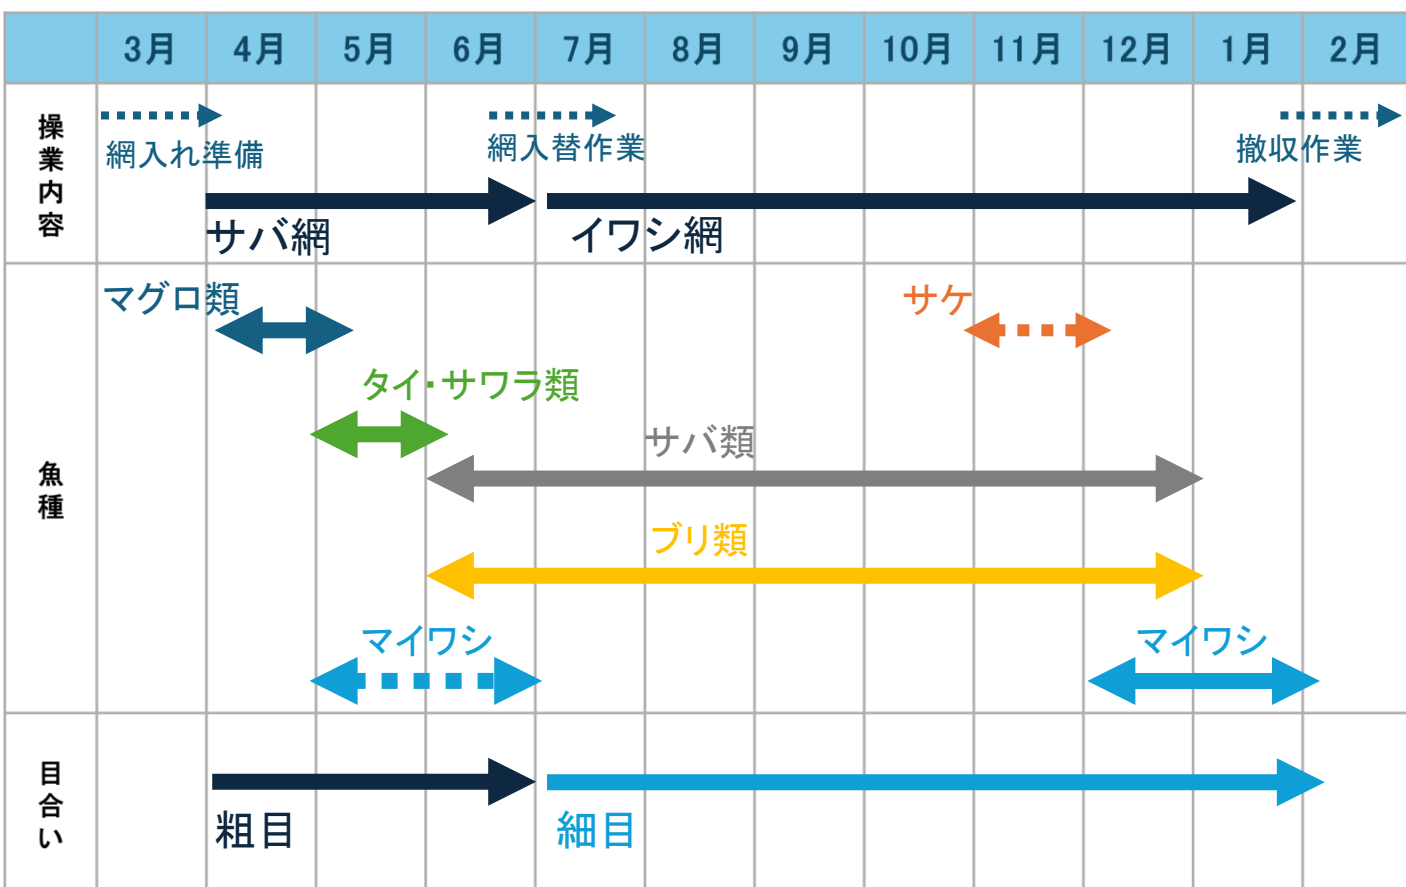 3月 4月 5月 6月 7月 8月 9月 10月 11月 12月 1月 2月
操業内容
網入れ準備 網入替作業 撤収作業
サバ網 イワシ網
魚種
マグロ類 サケ
タイ・サワラ類
サバ類
ブリ類
マイワシ マイワシ
目合い
粗目 細目